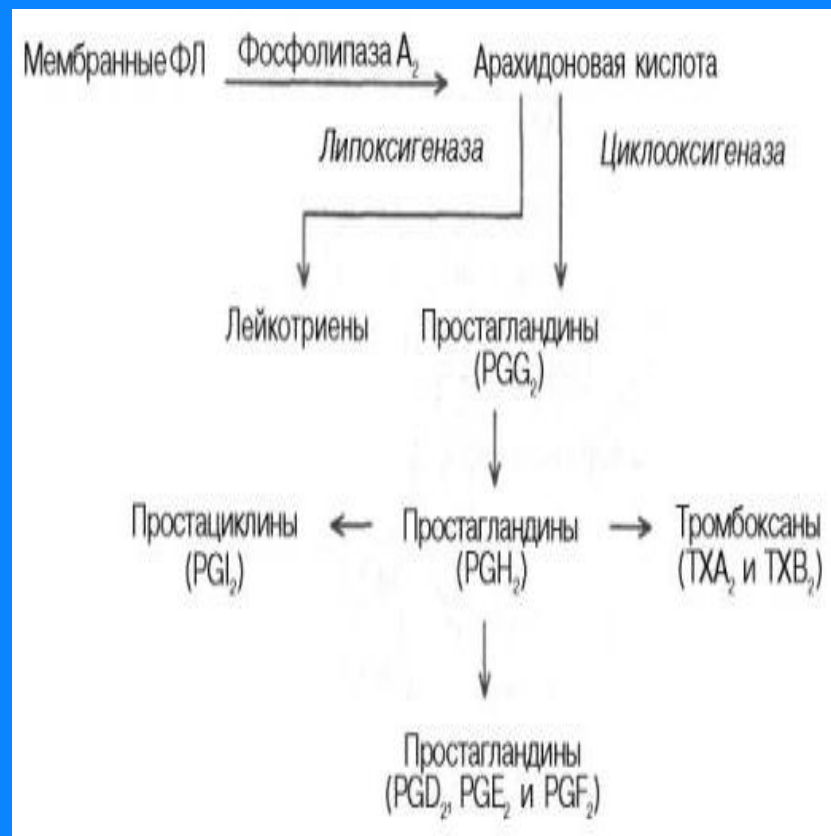 Мембранные ФЛ Фосфолипаза A₂ Арахидоновая кислота
Липоксигеназа Циклооксигеназа
Лейкотриены Простагландины
(PGG₂)
Простациклины Простагландины Тромбоксаны
(PGI₂) (PGH₂) (TXA₂ и TXB₂)
Простагландины
(PGD₂, PGE₂ и PGF₂)